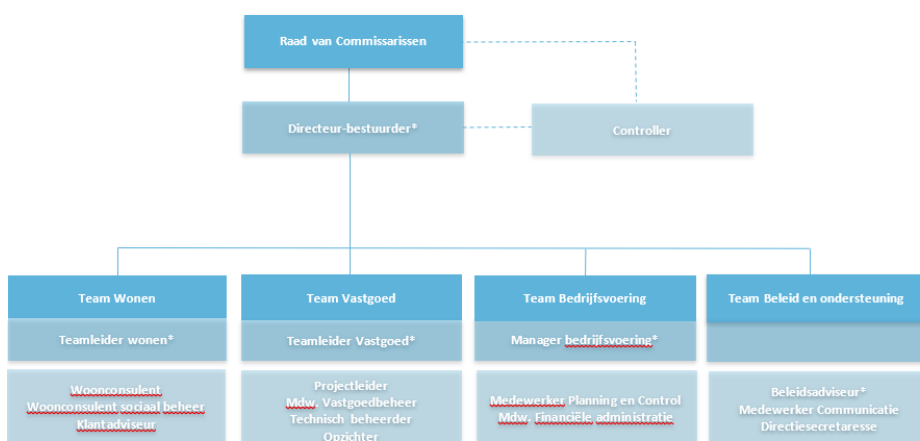 Raad van Commissarissen
Directeur-bestuurder*
Controller
Team Wonen
Teamleider wonen*
Woonconsulent
Woonconsulent sociaal beheer
Klantadviseur
Team Vastgoed
Teamleider Vastgoed*
Projectleider
Mdw. Vastgoedbeheer
Technisch beheerder
Opzichter
Team Bedrijfsvoering
Manager bedrijfsvoering*
Medewerker Planning en Control
Mdw. Financiële administratie
Team Beleid en ondersteuning
Beleidsadviseur*
Medewerker Communicatie
Directiesecretaresse